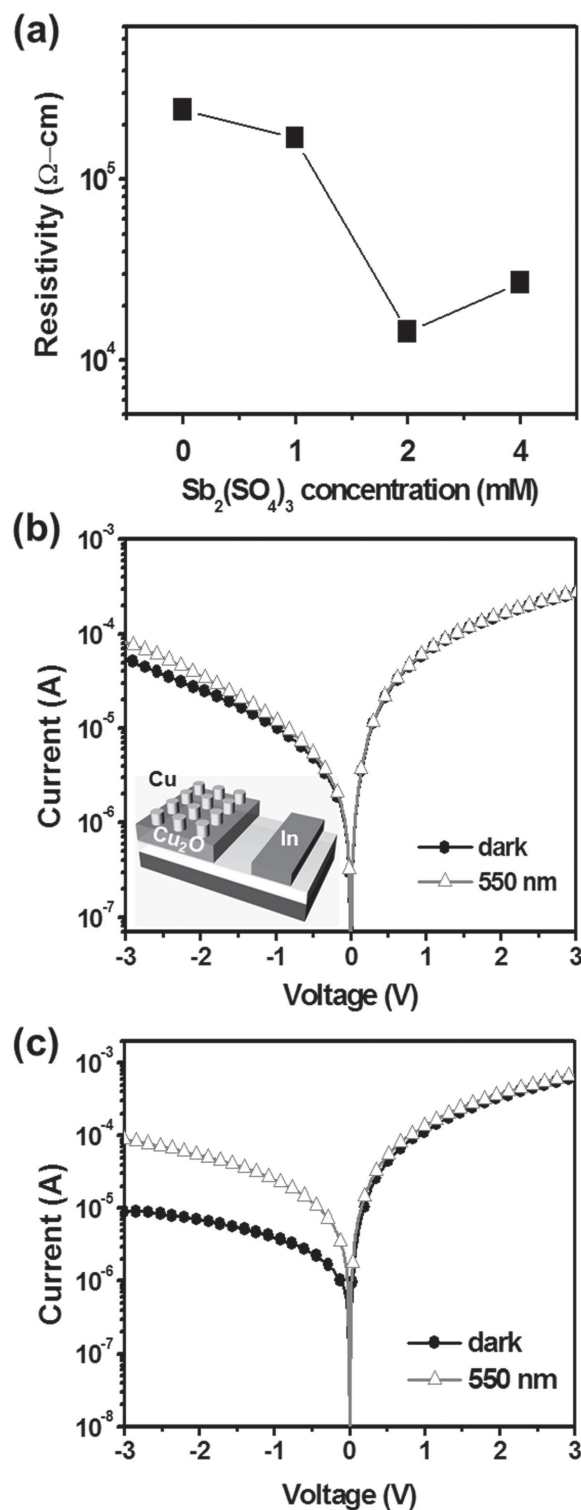 (a)
Resistivity (Ω−cm)
10⁵
10⁴
0 1 2 4
Sb₂(SO₄)₃ concentration (mM)
(b)
Current (A)
10⁻³
10⁻⁴
10⁻⁵
10⁻⁶
10⁻⁷
Cu
Cu₂O
In
dark
550 nm
-3 -2 -1 0 1 2 3
Voltage (V)
(c)
Current (A)
10⁻³
10⁻⁴
10⁻⁵
10⁻⁶
10⁻⁷
10⁻⁸
dark
550 nm
-3 -2 -1 0 1 2 3
Voltage (V)